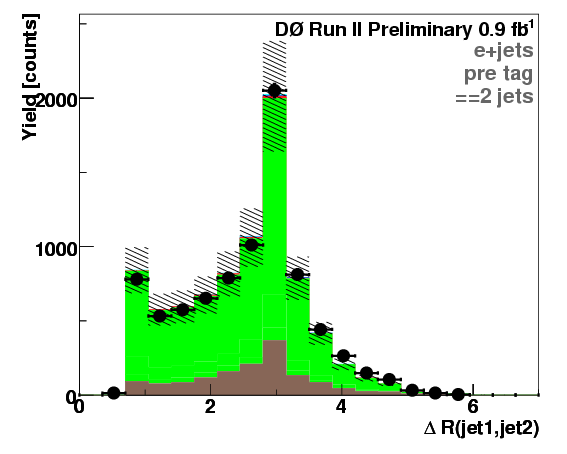 DØ Run II Preliminary 0.9 fb⁻¹
e+jets
pre tag
==2 jets
Yield [counts]
2000
1000
0
0 2 4 6
Δ R(jet1,jet2)